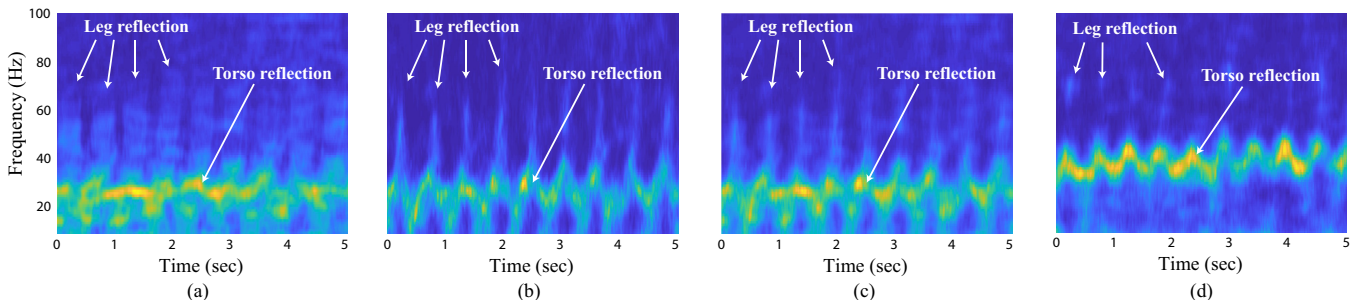 Frequency (Hz)
100
80
60
40
20
Leg reflection
Torso reflection
0 1 2 3 4 5
Time (sec)
(a)
Leg reflection
Torso reflection
0 1 2 3 4 5
Time (sec)
(b)
Leg reflection
Torso reflection
0 1 2 3 4 5
Time (sec)
(c)
Leg reflection
Torso reflection
0 1 2 3 4 5
Time (sec)
(d)